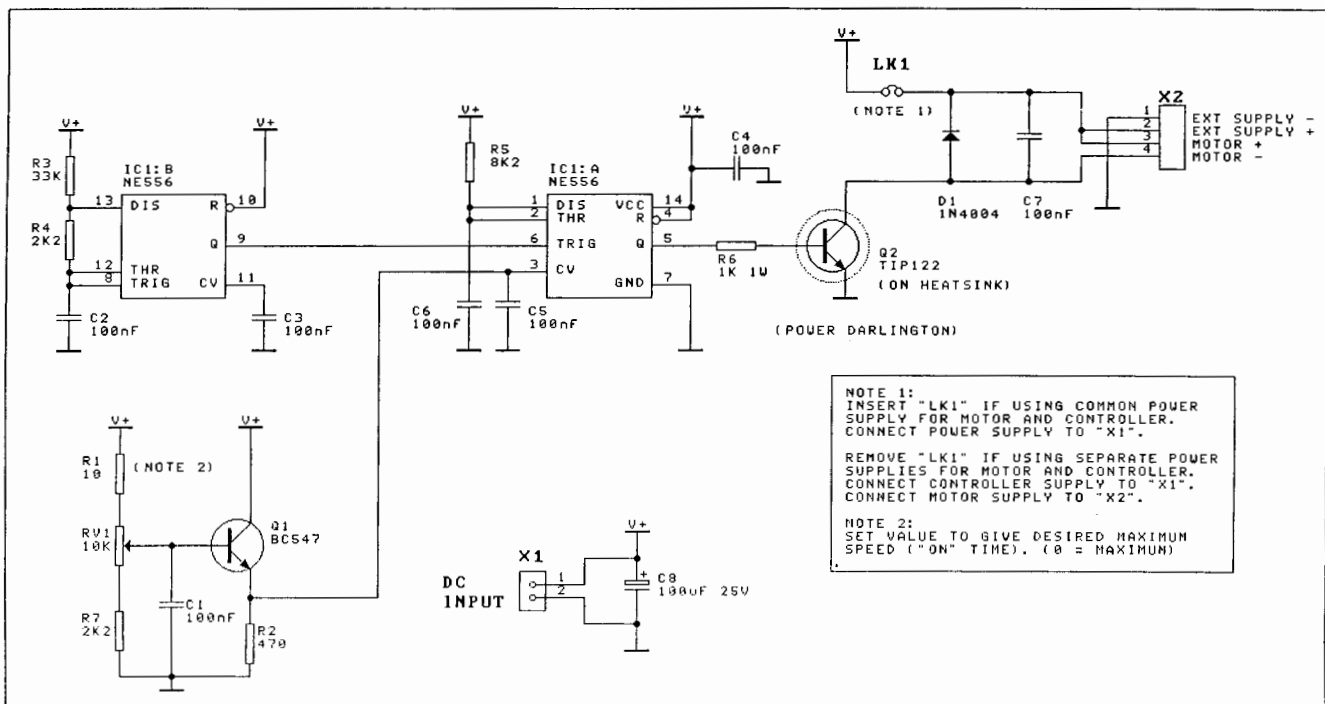 V+
LK1
(NOTE 1)
X2
1
2
3
4
EXT SUPPLY -
EXT SUPPLY +
MOTOR +
MOTOR -
D1
1N4004
C7
100nF
V+
R3
33K
R4
2K2
IC1:B
NE556
V+
13
DIS
R
10
Q
9
12
THR
8
TRIG
CV
11
C2
100nF
C3
100nF
V+
R5
8K2
IC1:A
NE556
V+
C4
100nF
1
DIS
VCC
14
2
THR
R
4
6
TRIG
Q
5
3
CV
GND
7
C6
100nF
C5
100nF
R6
1K 1W
Q2
TIP122
(ON HEATSINK)
(POWER DARLINGTON)
NOTE 1:
INSERT "LK1" IF USING COMMON POWER
SUPPLY FOR MOTOR AND CONTROLLER.
CONNECT POWER SUPPLY TO "X1".
REMOVE "LK1" IF USING SEPARATE POWER
SUPPLIES FOR MOTOR AND CONTROLLER.
CONNECT CONTROLLER SUPPLY TO "X1".
CONNECT MOTOR SUPPLY TO "X2".
NOTE 2:
SET VALUE TO GIVE DESIRED MAXIMUM
SPEED ("ON" TIME). (0 = MAXIMUM)
V+
R1
10
(NOTE 2)
RV1
10K
R7
2K2
C1
100nF
V+
Q1
BC547
R2
470
DC
INPUT
X1
1
2
V+
+
C8
100uF 25V